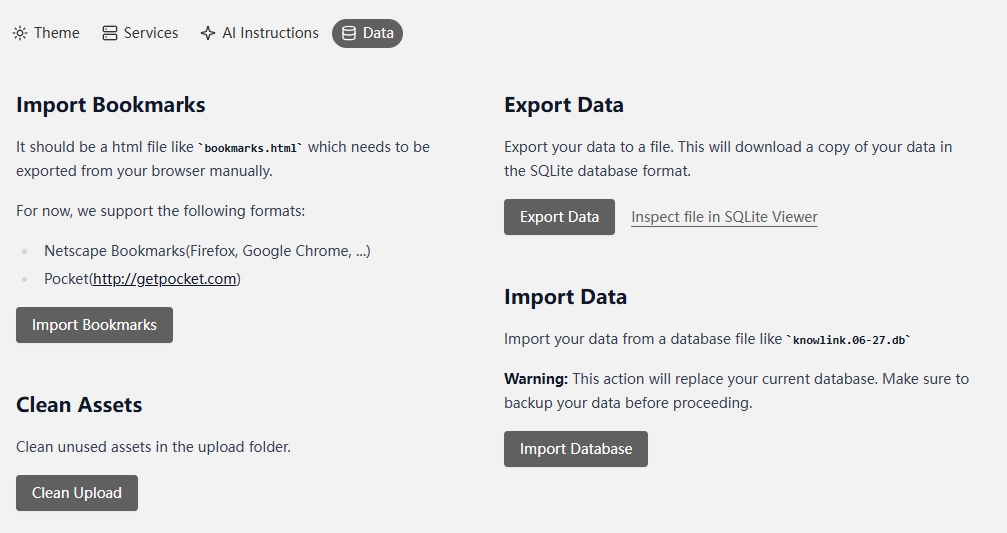 Theme Services AI Instructions Data
Import Bookmarks
It should be a html file like `bookmarks.html` which needs to be
exported from your browser manually.
For now, we support the following formats:
Netscape Bookmarks(Firefox, Google Chrome, ...)
Pocket(http://getpocket.com)
Import Bookmarks
Clean Assets
Clean unused assets in the upload folder.
Clean Upload
Export Data
Export your data to a file. This will download a copy of your data in
the SQLite database format.
Export Data Inspect file in SQLite Viewer
Import Data
Import your data from a database file like `knowlink.06-27.db`
Warning: This action will replace your current database. Make sure to
backup your data before proceeding.
Import Database